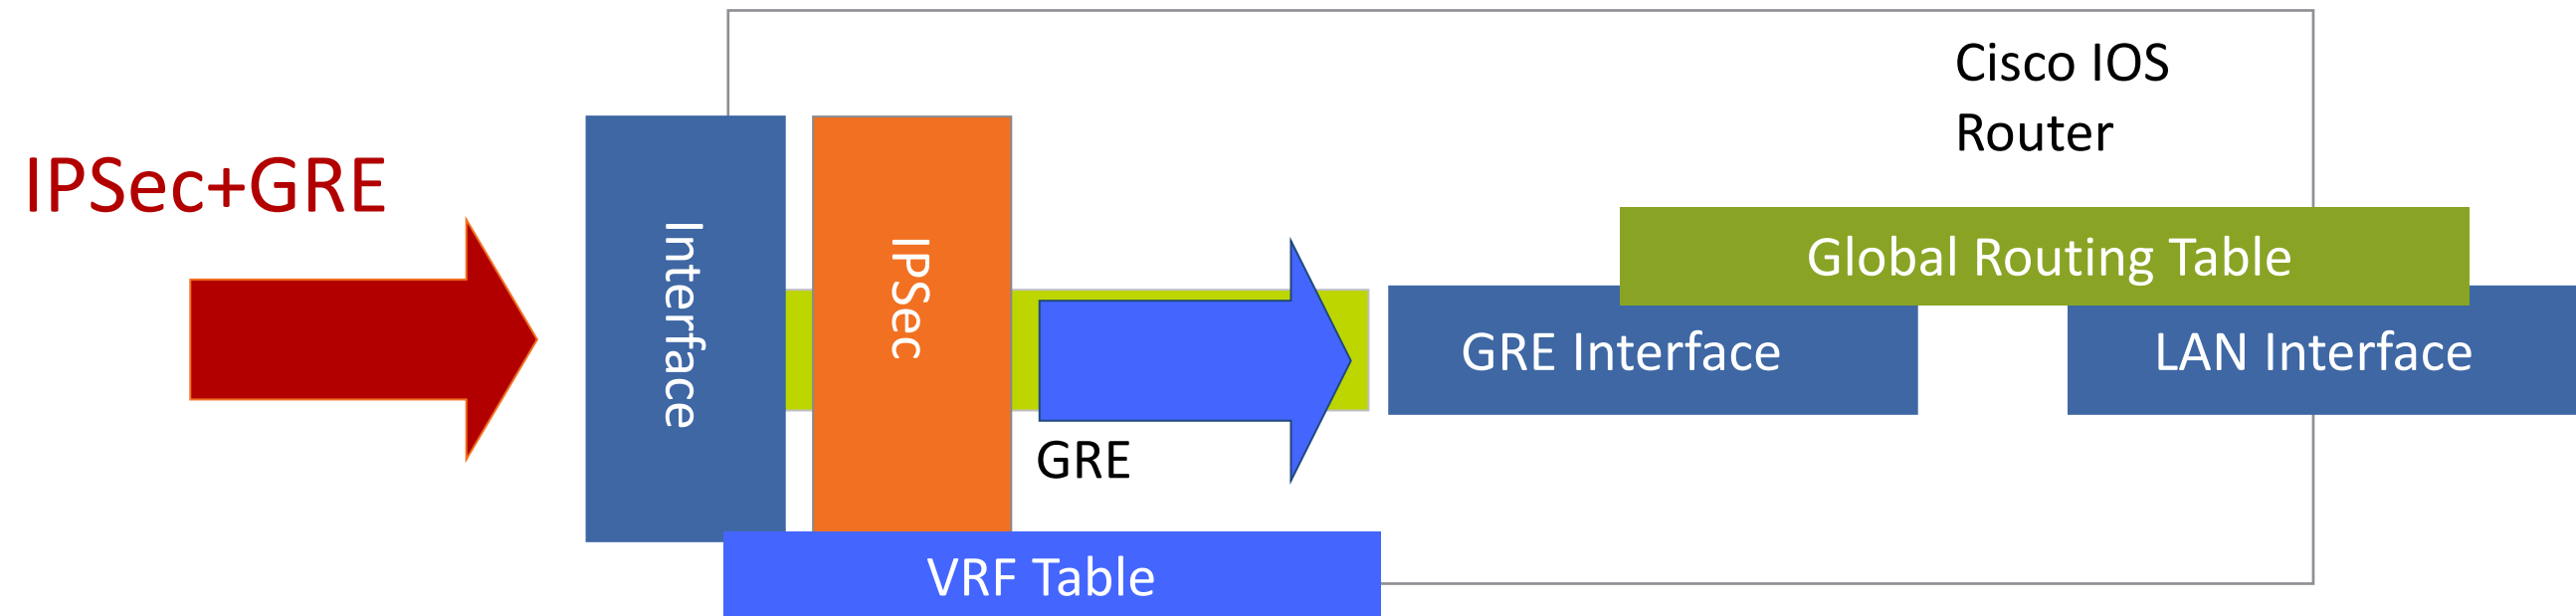 Cisco IOS
Router
IPSec+GRE
Interface
IPSec
Global Routing Table
GRE Interface
LAN Interface
GRE
VRF Table